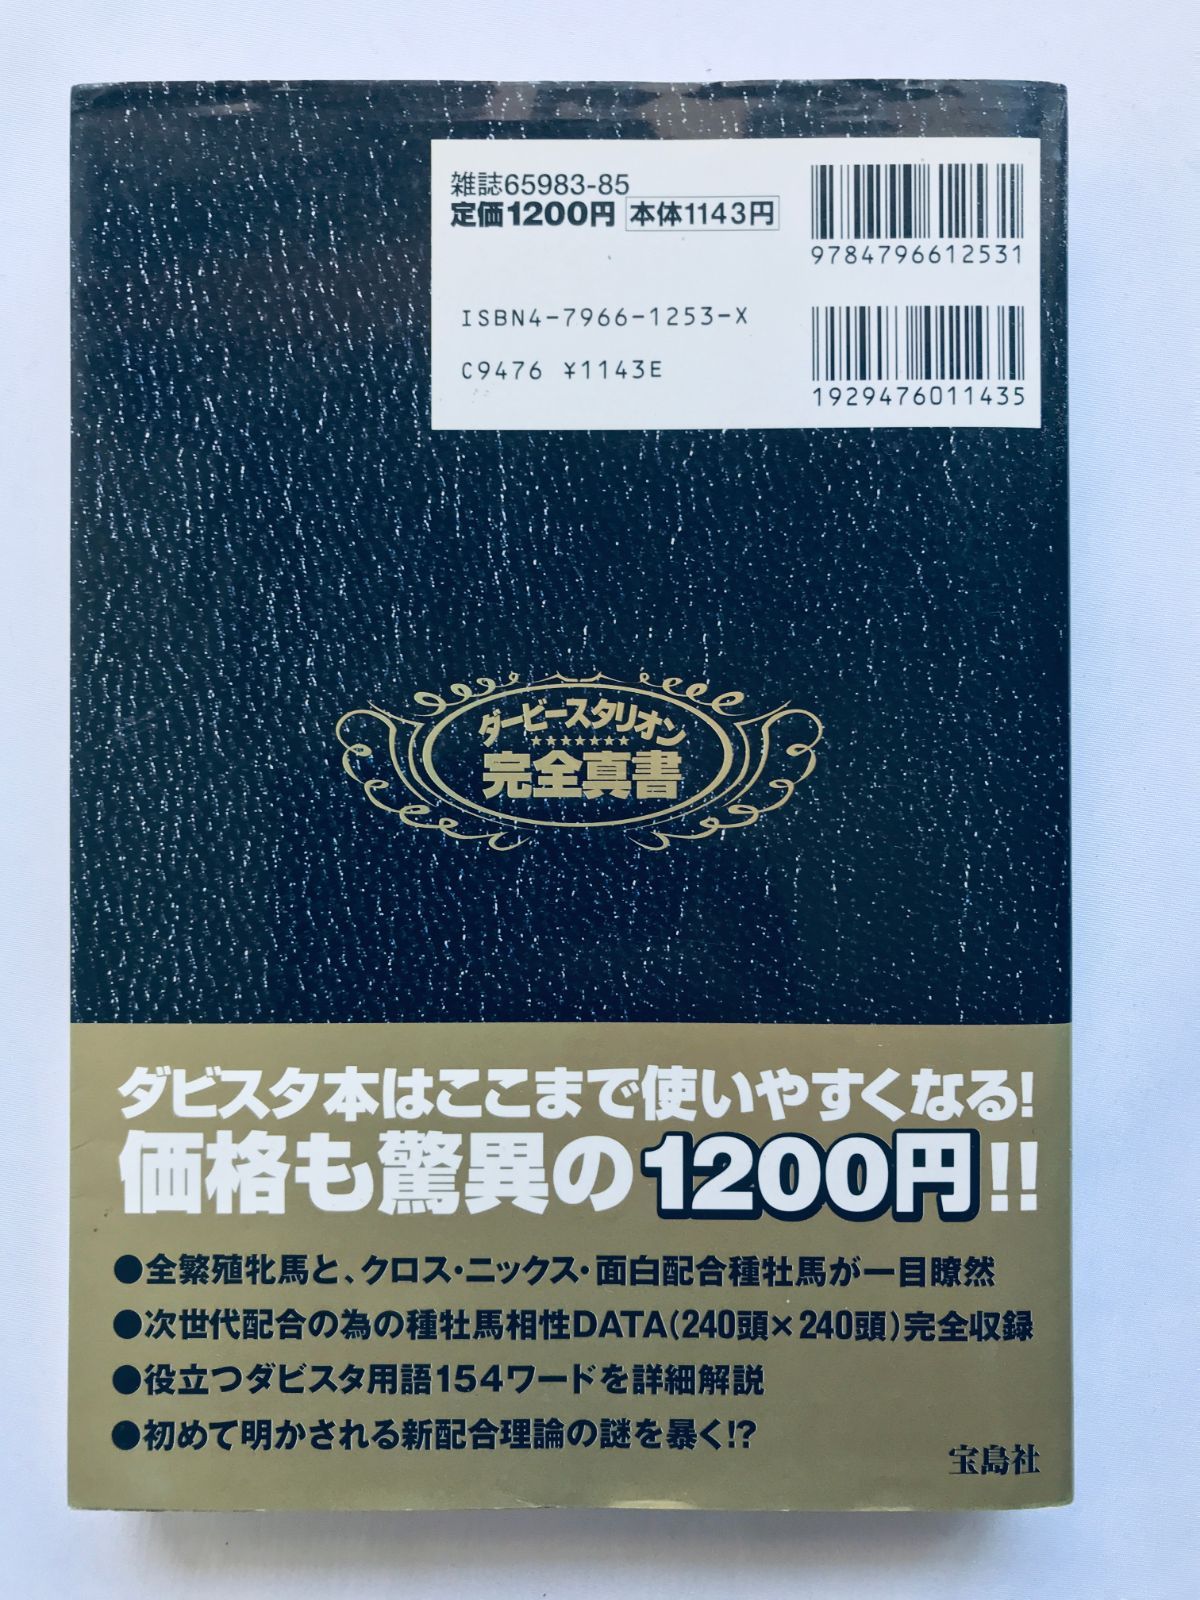 雑誌65983-85
定価1200円 本体1143円
9784796612531
ISBN4-7966-1253-X
C9476 ¥1143E
1929476011435
ダービースタリオン
★★★★★★★
完全真書
ダビスタ本はここまで使いやすくなる!
価格も驚異の1200円!!
●全繁殖牝馬と、クロス・ニックス・面白配合種牡馬が一目瞭然
●次世代配合の為の種牡馬相性DATA(240頭×240頭)完全収録
●役立つダビスタ用語154ワードを詳細解説
●初めて明かされる新配合理論の謎を暴く!?
宝島社